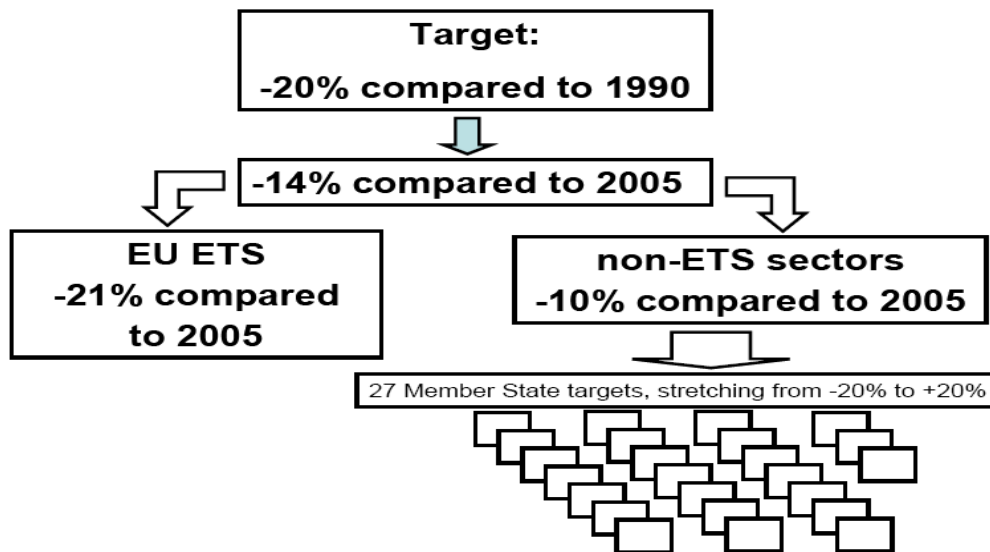 Target:
-20% compared to 1990
-14% compared to 2005
EU ETS
-21% compared
to 2005
non-ETS sectors
-10% compared to 2005
27 Member State targets, stretching from -20% to +20%